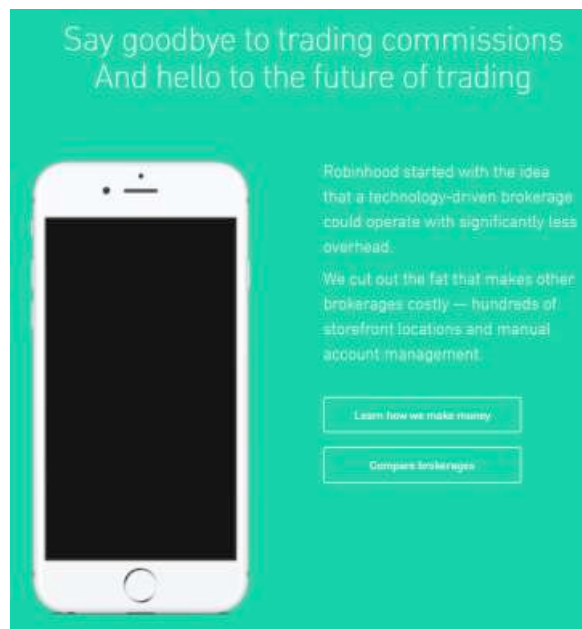 Say goodbye to trading commissions
And hello to the future of trading
Robinhood started with the idea
that a technology-driven brokerage
could operate with significantly less
overhead.
We cut out the fat that makes other
brokerages costly — hundreds of
storefront locations and manual
account management.
Learn how we make money
Compare brokerages